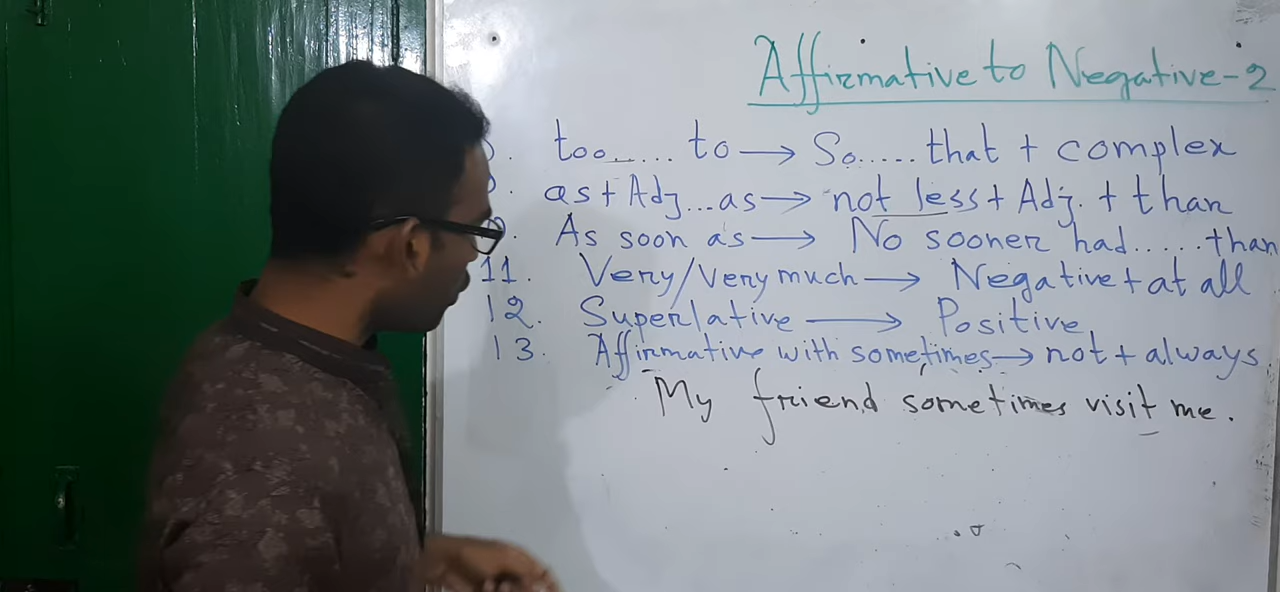 Affirmative to Negative-2
too...... to → So..... that + complex
as + Adj...as → not less + Adj. + than
As soon as → No sooner had..... than
11. Very/Very much → Negative + at all
12. Superlative → Positive
13. Affirmative with sometimes → not + always
My friend sometimes visit me.